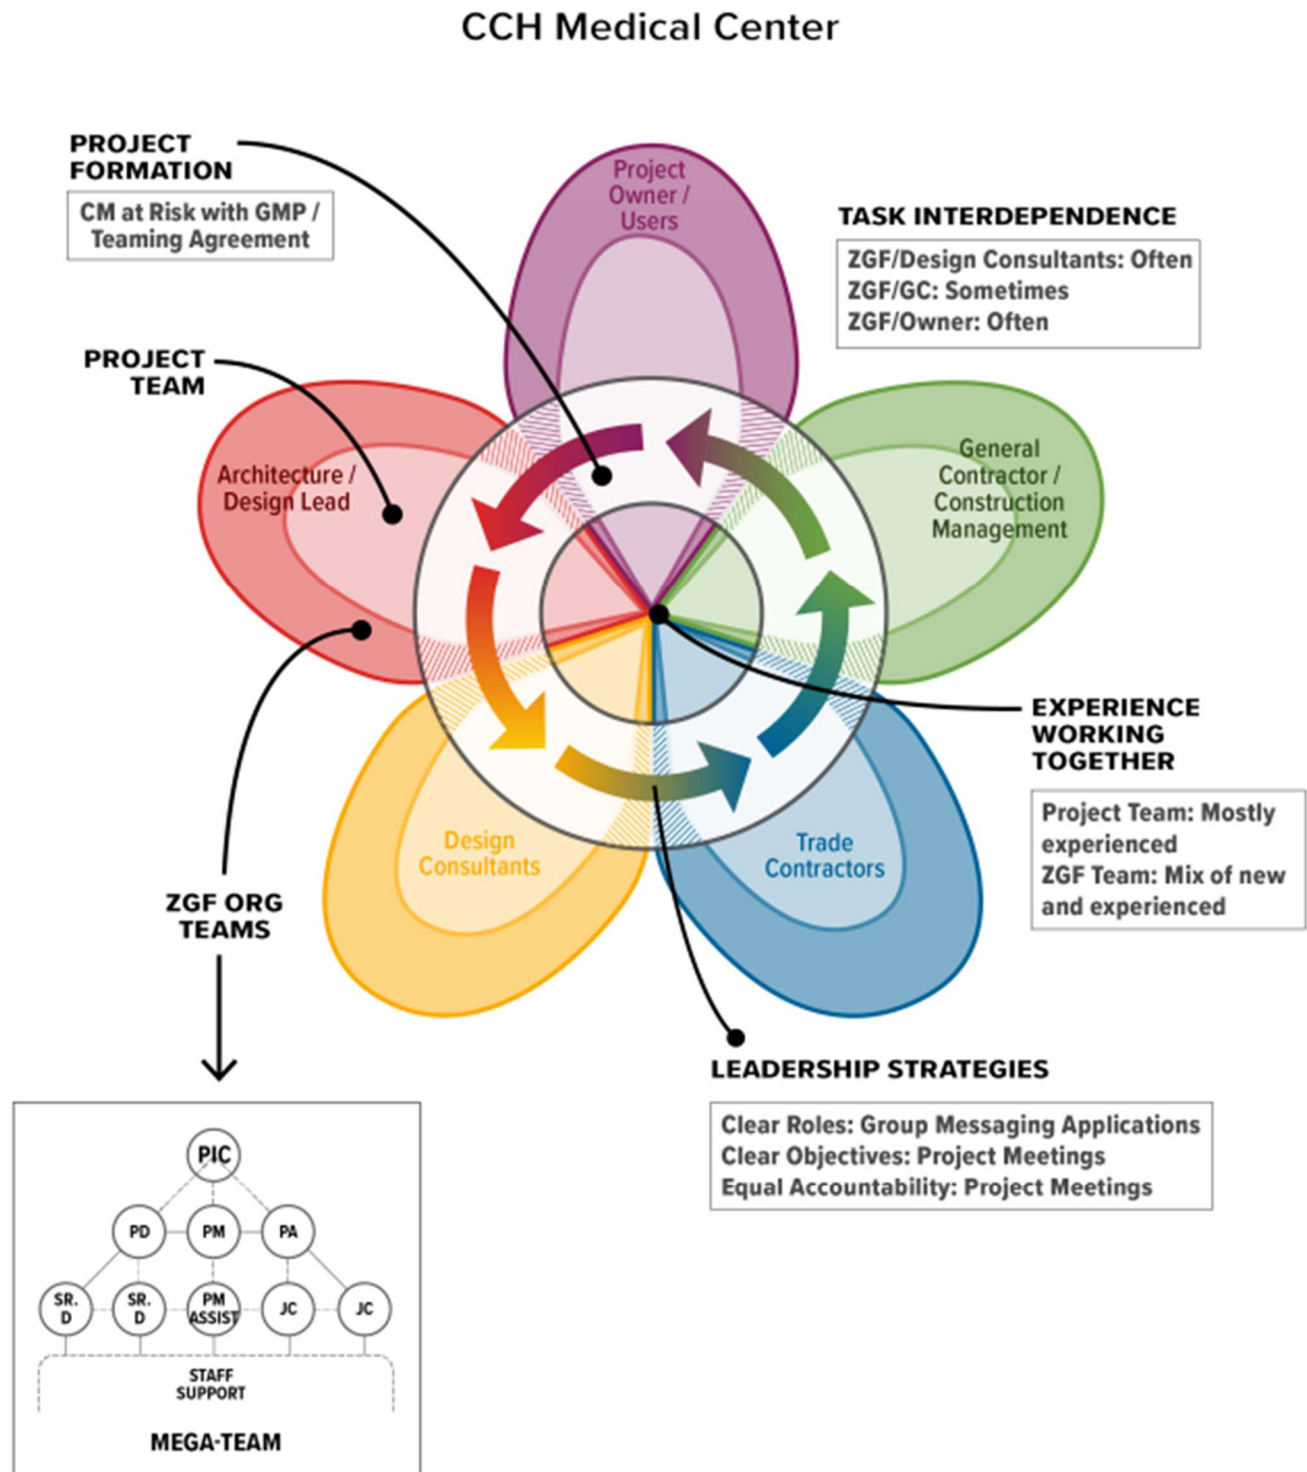 CCH Medical Center
PROJECT
FORMATION
CM at Risk with GMP /
Teaming Agreement
Project
Owner /
Users
TASK INTERDEPENDENCE
ZGF/Design Consultants: Often
ZGF/GC: Sometimes
ZGF/Owner: Often
PROJECT
TEAM
Architecture /
Design Lead
General
Contractor /
Construction
Management
EXPERIENCE
WORKING
TOGETHER
Project Team: Mostly
experienced
ZGF Team: Mix of new
and experienced
Design
Consultants
Trade
Contractors
ZGF ORG
TEAMS
LEADERSHIP STRATEGIES
Clear Roles: Group Messaging Applications
Clear Objectives: Project Meetings
Equal Accountability: Project Meetings
PIC
PD
PM
PA
SR.
D
SR.
D
PM
ASSIST
JC
JC
STAFF
SUPPORT
MEGA-TEAM